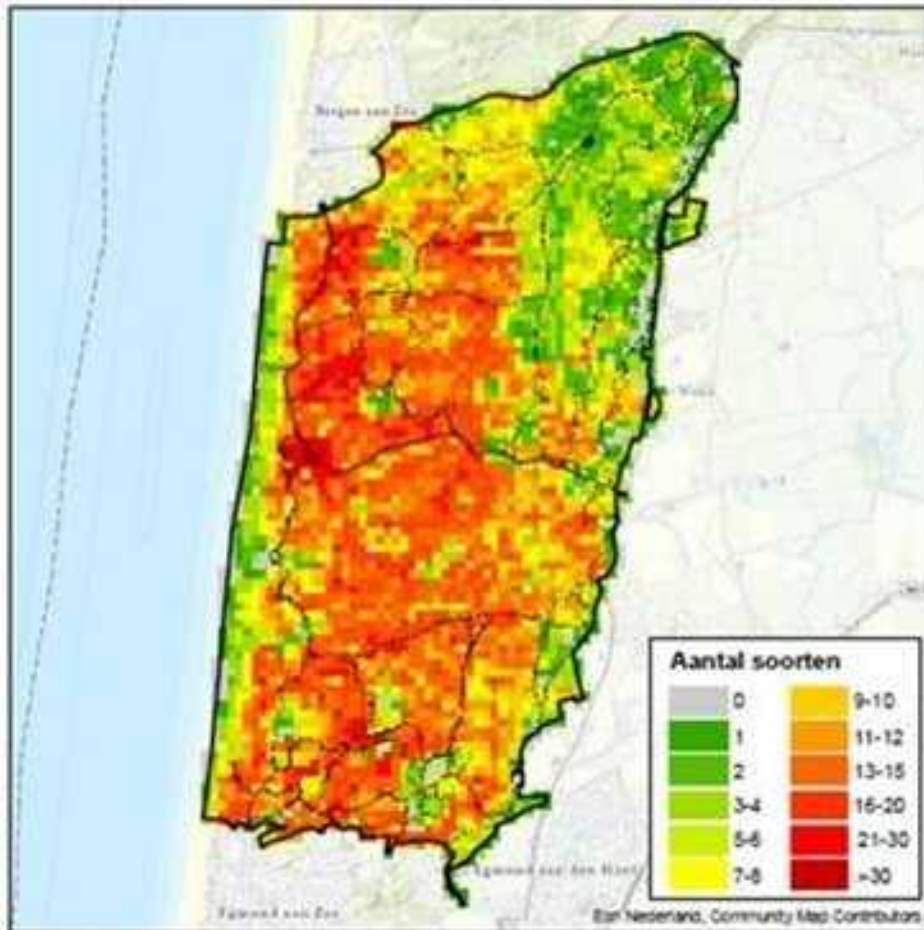 Bergen aan Zee
Aantal soorten
0
1
2
3-4
5-6
7-8
9-10
11-12
13-15
16-20
21-30
>30
Egmond aan den Hoef
Egmond aan Zee
Esri Nederland, Community Map Contributors